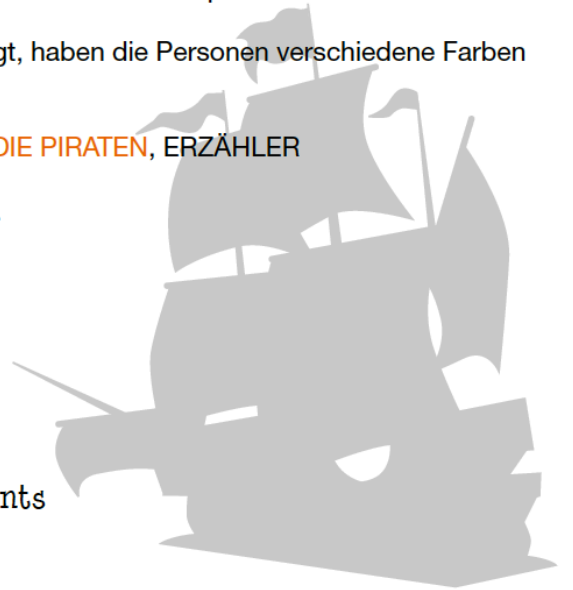 gt, haben die Personen verschiedene Farben
DIE PIRATEN, ERZÄHLER
nts